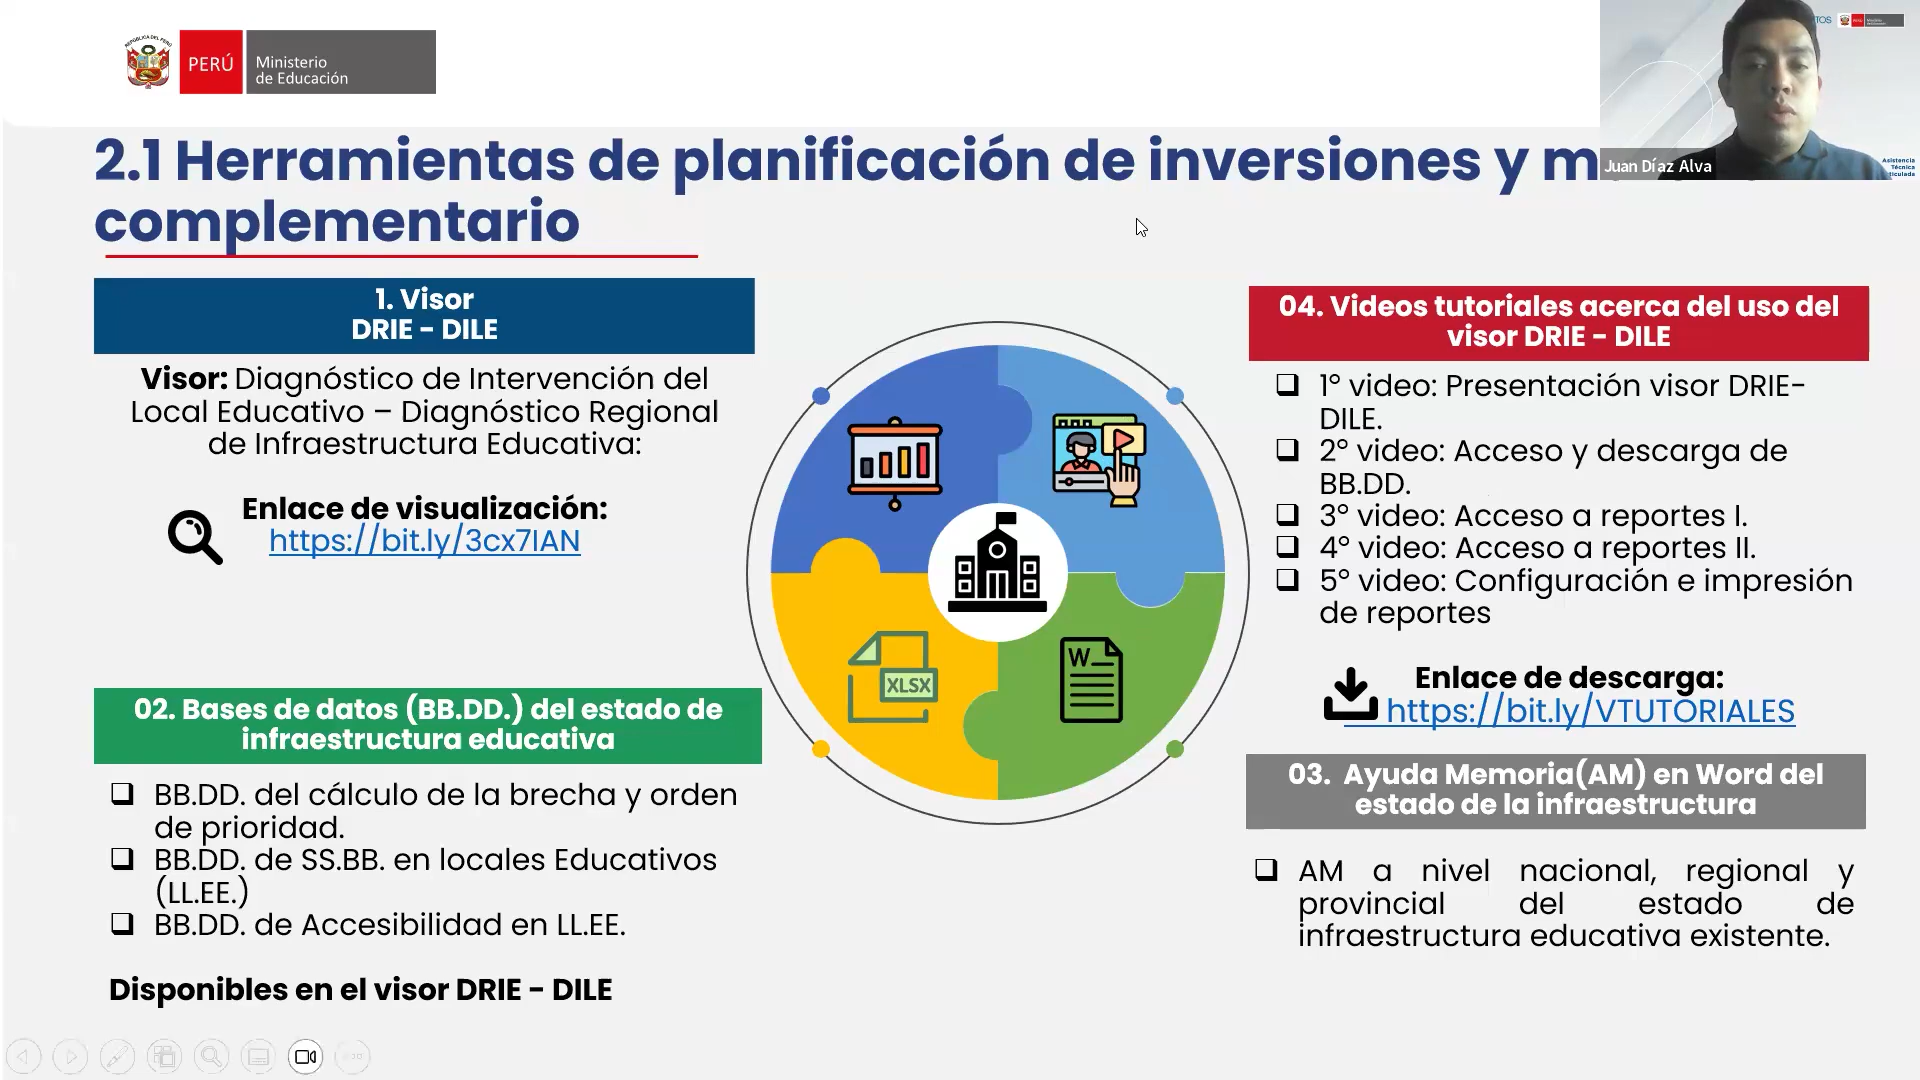 PERÚ
Ministerio
de Educación
2.1 Herramientas de planificación de inversiones y
complementario
Juan Díaz Alva
Asistencia
Técnica
1. Visor
DRIE - DILE
Visor: Diagnóstico de Intervención del
Local Educativo – Diagnóstico Regional
de Infraestructura Educativa:
Enlace de visualización:
https://bit.ly/3cx7IAN
02. Bases de datos (BB.DD.) del estado de
infraestructura educativa
❑ BB.DD. del cálculo de la brecha y orden
de prioridad.
❑ BB.DD. de SS.BB. en locales Educativos
(LL.EE.)
❑ BB.DD. de Accesibilidad en LL.EE.
Disponibles en el visor DRIE - DILE
XLSX
W
04. Videos tutoriales acerca del uso del
visor DRIE - DILE
❑ 1° video: Presentación visor DRIE-
DILE.
❑ 2° video: Acceso y descarga de
BB.DD.
❑ 3° video: Acceso a reportes I.
❑ 4° video: Acceso a reportes II.
❑ 5° video: Configuración e impresión
de reportes
Enlace de descarga:
https://bit.ly/VTUTORIALES
03. Ayuda Memoria(AM) en Word del
estado de la infraestructura
❑ AM a nivel nacional, regional y
provincial del estado de
infraestructura educativa existente.